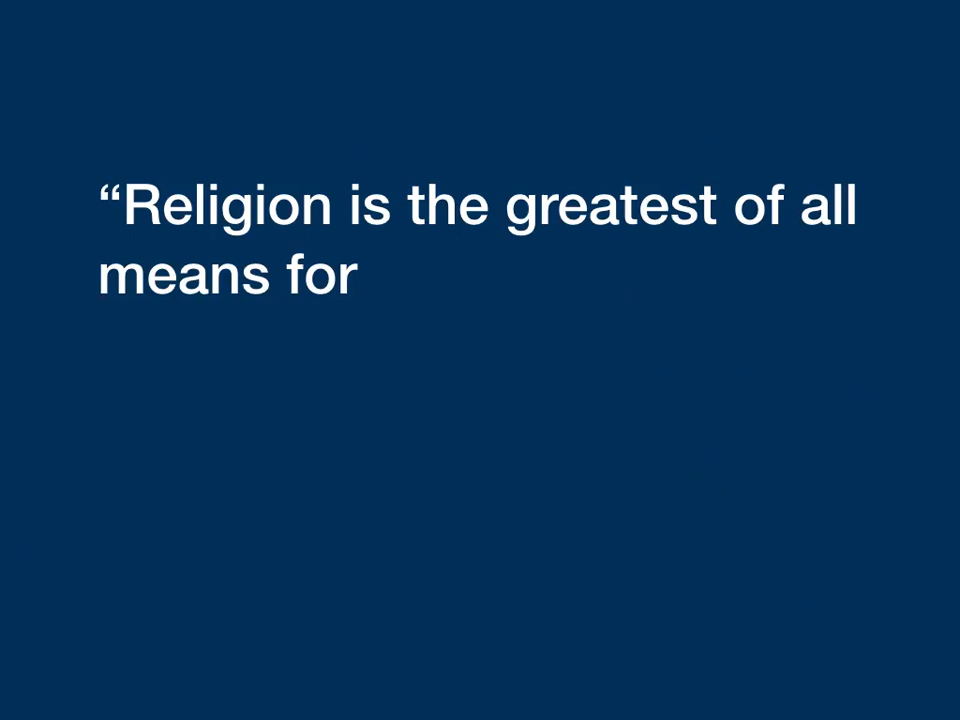 “Religion is the greatest of all
means for